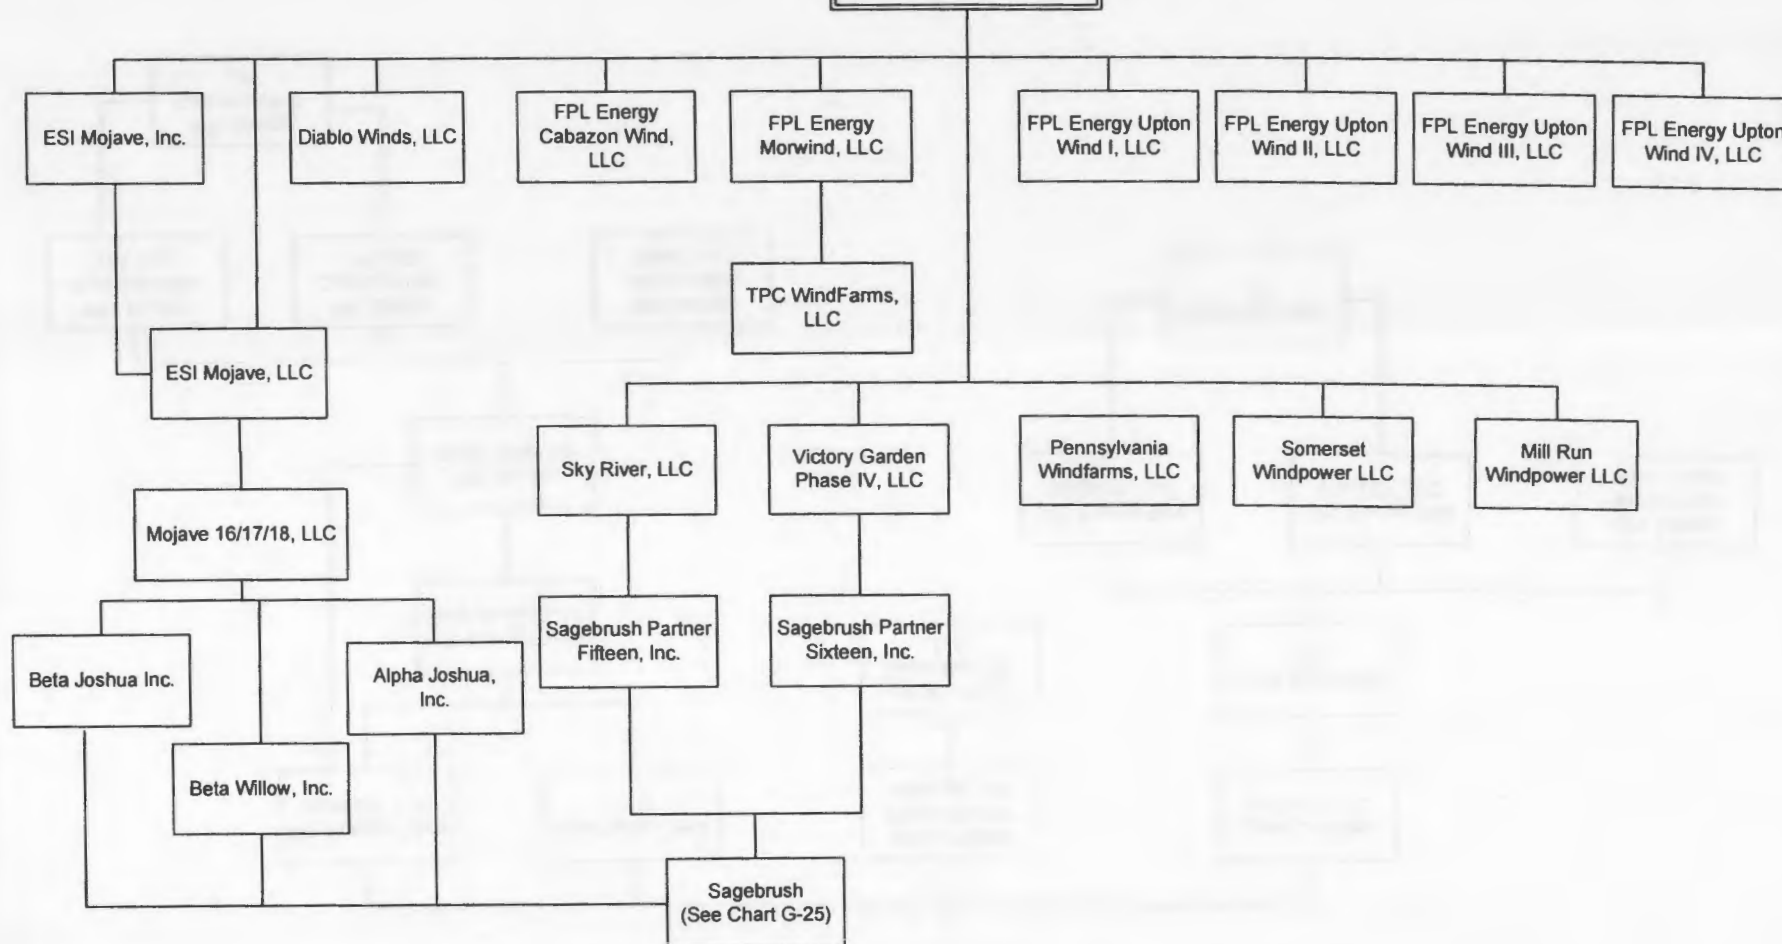 ESI Mojave, Inc.
Diablo Winds, LLC
FPL Energy
Cabazon Wind,
LLC
FPL Energy
Morwind, LLC
FPL Energy Upton
Wind I, LLC
FPL Energy Upton
Wind II, LLC
FPL Energy Upton
Wind III, LLC
FPL Energy Upton
Wind IV, LLC
TPC WindFarms,
LLC
ESI Mojave, LLC
Sky River, LLC
Victory Garden
Phase IV, LLC
Pennsylvania
Windfarms, LLC
Somerset
Windpower LLC
Mill Run
Windpower LLC
Mojave 16/17/18, LLC
Beta Joshua Inc.
Alpha Joshua,
Inc.
Sagebrush Partner
Fifteen, Inc.
Sagebrush Partner
Sixteen, Inc.
Beta Willow, Inc.
Sagebrush
(See Chart G-25)